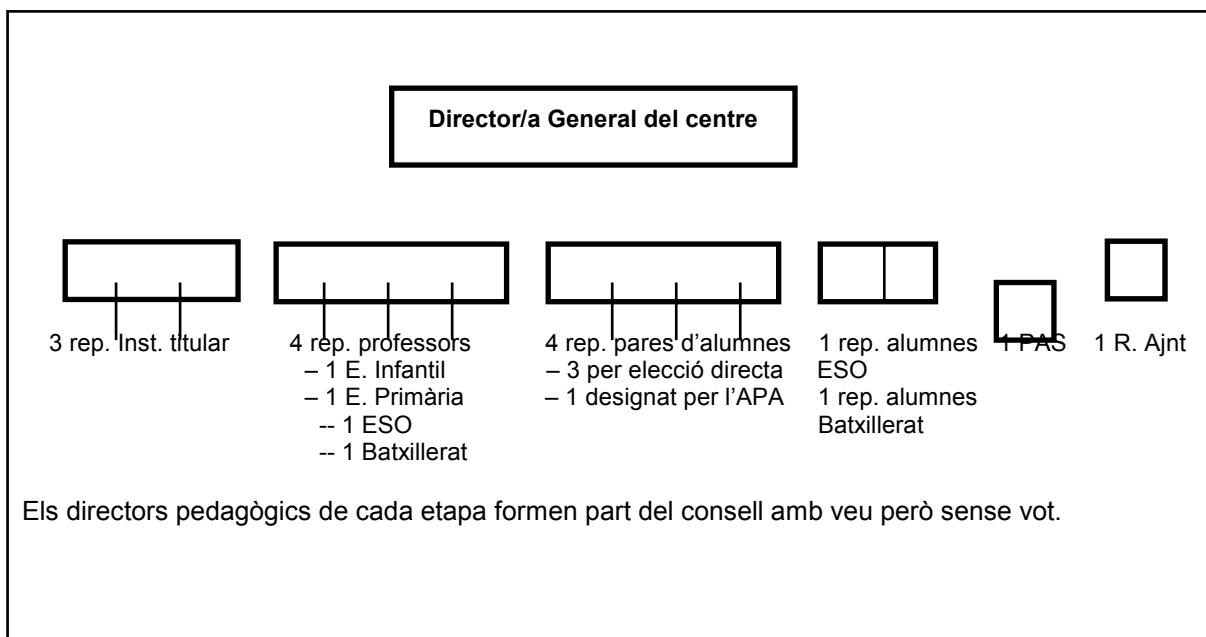 Director/a General del centre
3 rep. Inst. titular
4 rep. professors
– 1 E. Infantil
– 1 E. Primària
-- 1 ESO
-- 1 Batxillerat
4 rep. pares d’alumnes
– 3 per elecció directa
– 1 designat per l’APA
1 rep. alumnes
ESO
1 rep. alumnes
Batxillerat
1 PAS
1 R. Ajnt
Els directors pedagògics de cada etapa formen part del consell amb veu però sense vot.